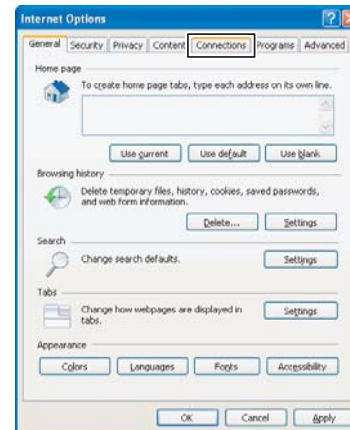 Internet Options
General Security Privacy Content Connections Programs Advanced
Home page
To create home page tabs, type each address on its own line.
Use current Use default Use blank
Browsing history
Delete temporary files, history, cookies, saved passwords,
and web form information.
Delete... Settings
Search
Change search defaults. Settings
Tabs
Change how webpages are displayed in
tabs. Settings
Appearance
Colors Languages Fonts Accessibility
OK Cancel Apply